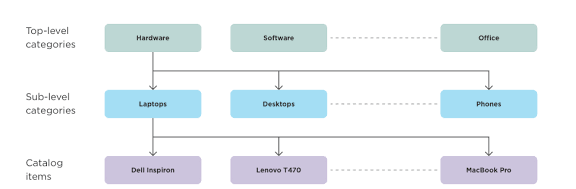 Top-level
categories
Hardware
Software
Office
Sub-level
categories
Laptops
Desktops
Phones
Catalog
items
Dell Inspiron
Lenovo T470
MacBook Pro